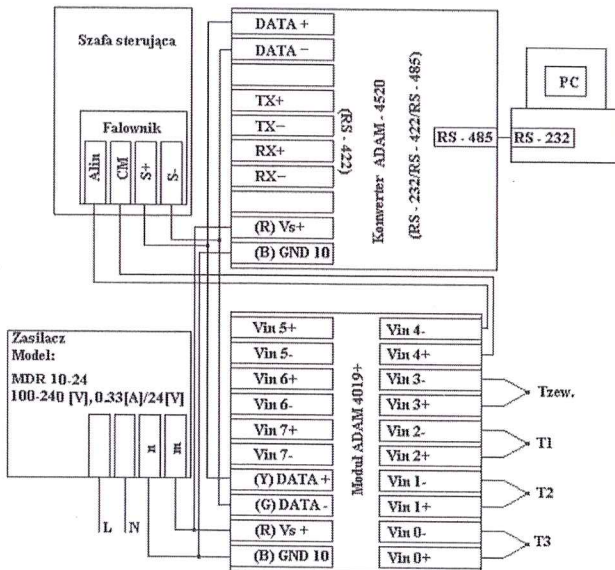 Szafa sterująca
Falownik
Alin
CM
S+
S-
DATA +
DATA −
TX+
TX−
RX+
RX−
(R) Vs+
(B) GND 10
(RS - 422)
Konwerter ADAM - 4520
(RS - 232/RS - 422/RS - 485)
RS - 485
RS - 232
PC
Zasilacz
Model:
MDR 10-24
100-240 [V], 0.33[A]/24[V]
n
m
L
N
Vin 5+
Vin 5-
Vin 6+
Vin 6-
Vin 7+
Vin 7-
(Y) DATA +
(G) DATA -
(R) Vs +
(B) GND 10
Moduł ADAM 4019+
Vin 4-
Vin 4+
Vin 3-
Vin 3+
Vin 2-
Vin 2+
Vin 1-
Vin 1+
Vin 0-
Vin 0+
Tzew.
T1
T2
T3